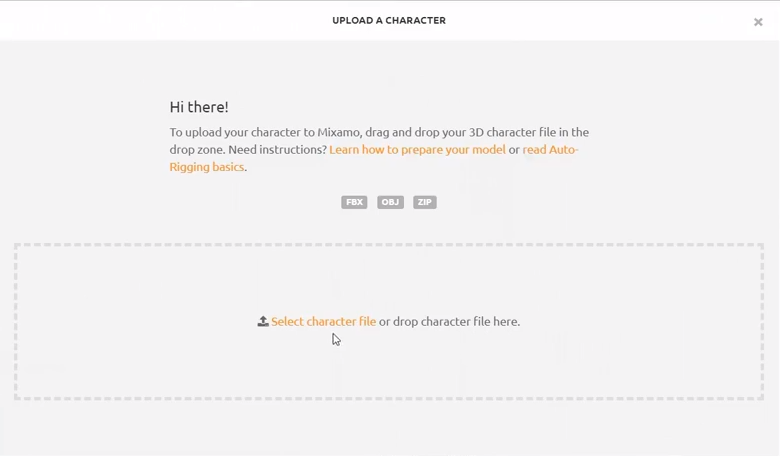 UPLOAD A CHARACTER
Hi there!
To upload your character to Mixamo, drag and drop your 3D character file in the
drop zone. Need instructions? Learn how to prepare your model or read Auto-
Rigging basics.
FBX OBJ ZIP
Select character file or drop character file here.